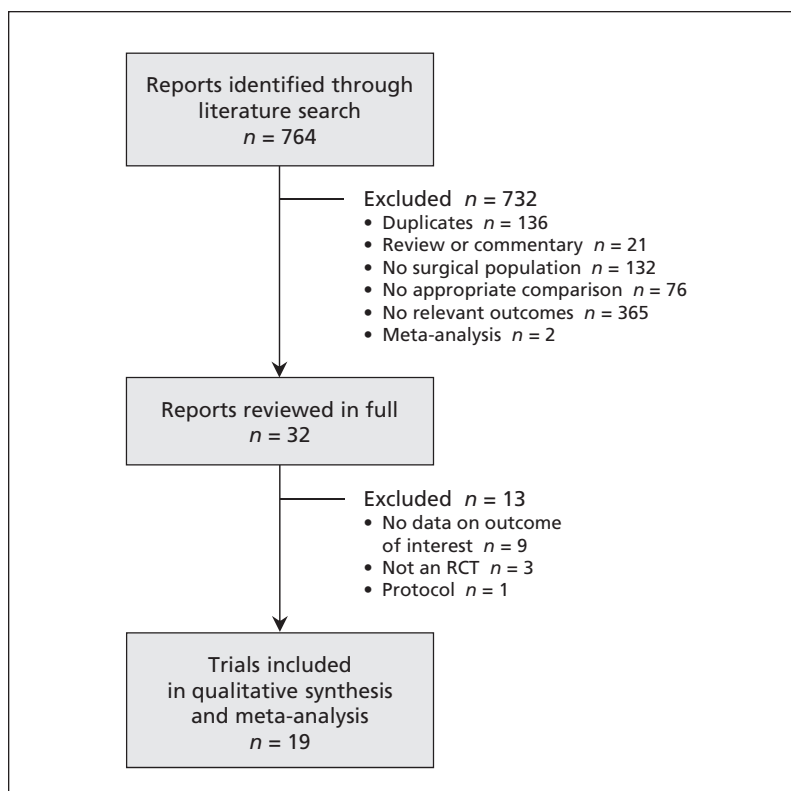 Reports identified through
literature search
n = 764
Excluded n = 732
• Duplicates n = 136
• Review or commentary n = 21
• No surgical population n = 132
• No appropriate comparison n = 76
• No relevant outcomes n = 365
• Meta-analysis n = 2
Reports reviewed in full
n = 32
Excluded n = 13
• No data on outcome
of interest n = 9
• Not an RCT n = 3
• Protocol n = 1
Trials included
in qualitative synthesis
and meta-analysis
n = 19